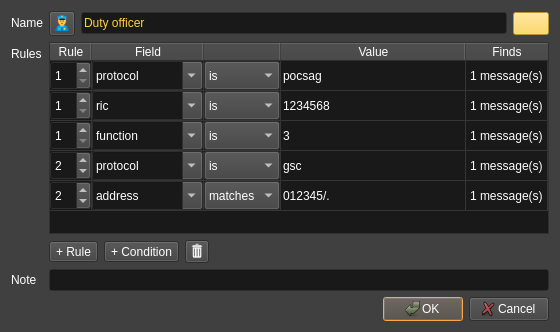 Name Duty officer
Rules Rule Field Value Finds
1 protocol is pocsag 1 message(s)
1 ric is 1234568 1 message(s)
1 function is 3 1 message(s)
2 protocol is gsc 1 message(s)
2 address matches 012345/. 1 message(s)
+ Rule + Condition
Note
OK Cancel